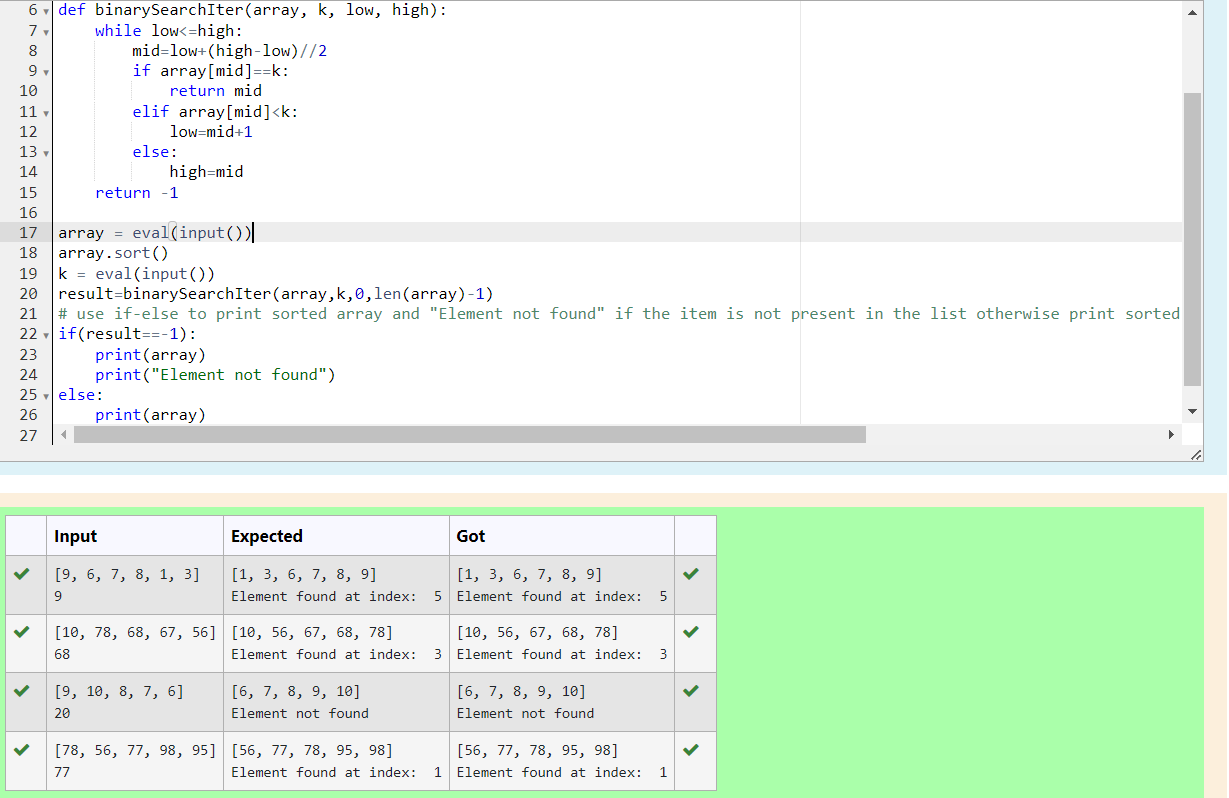 6 def binarySearchIter(array, k, low, high):
7 while low<=high:
8 mid=low+(high-low)//2
9 if array[mid]==k:
10 return mid
11 elif array[mid]<k:
12 low=mid+1
13 else:
14 high=mid
15 return -1
16
17 array = eval(input())
18 array.sort()
19 k = eval(input())
20 result=binarySearchIter(array,k,0,len(array)-1)
21 # use if-else to print sorted array and "Element not found" if the item is not present in the list otherwise print sorted
22 if(result==-1):
23 print(array)
24 print("Element not found")
25 else:
26 print(array)
27
Input Expected Got
[9, 6, 7, 8, 1, 3] [1, 3, 6, 7, 8, 9] [1, 3, 6, 7, 8, 9]
9 Element found at index:  5 Element found at index:  5
[10, 78, 68, 67, 56] [10, 56, 67, 68, 78] [10, 56, 67, 68, 78]
68 Element found at index:  3 Element found at index:  3
[9, 10, 8, 7, 6] [6, 7, 8, 9, 10] [6, 7, 8, 9, 10]
20 Element not found Element not found
[78, 56, 77, 98, 95] [56, 77, 78, 95, 98] [56, 77, 78, 95, 98]
77 Element found at index:  1 Element found at index:  1